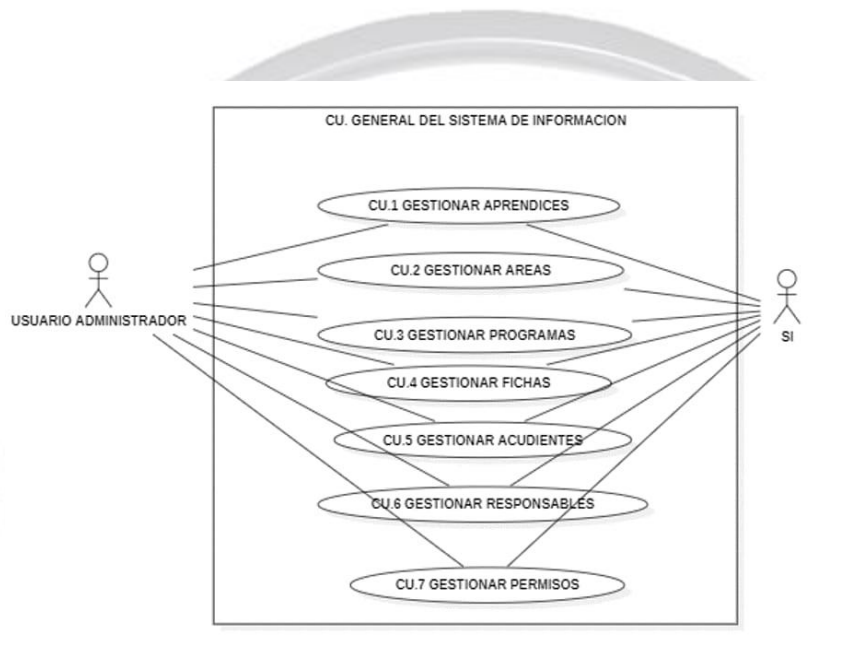 CU. GENERAL DEL SISTEMA DE INFORMACION
CU.1 GESTIONAR APRENDICES
CU.2 GESTIONAR AREAS
USUARIO ADMINISTRADOR
CU.3 GESTIONAR PROGRAMAS
SI
CU.4 GESTIONAR FICHAS
CU.5 GESTIONAR ACUDIENTES
CU.6 GESTIONAR RESPONSABLES
CU.7 GESTIONAR PERMISOS